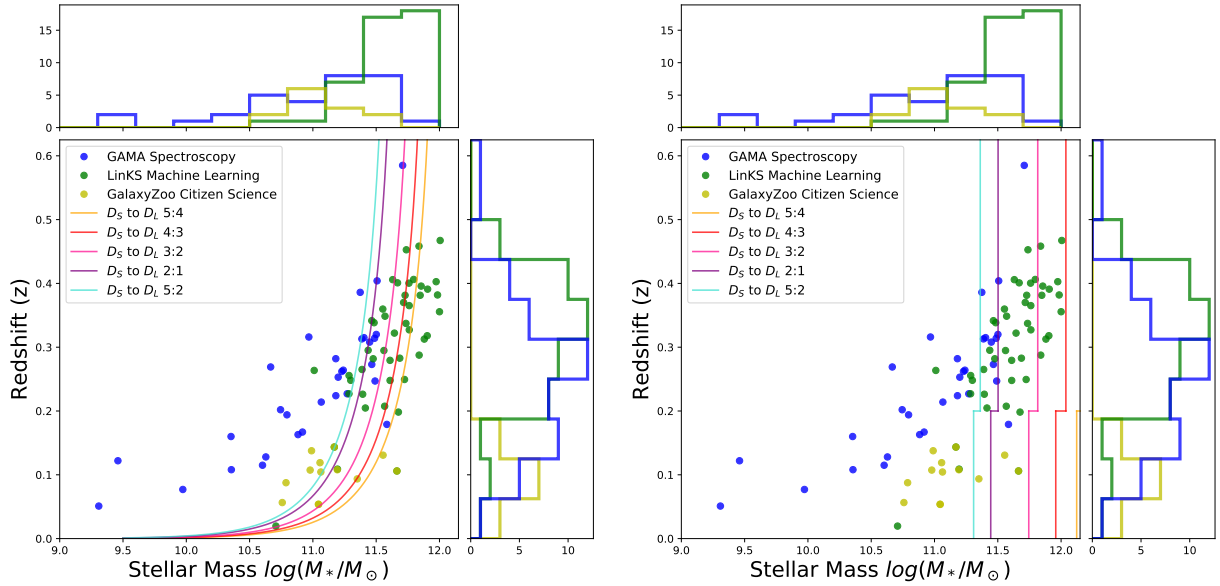 15
10
5
0
15
10
5
0
0.6
0.5
0.4
0.3
0.2
0.1
0.0
Redshift (z)
GAMA Spectroscopy
LinKS Machine Learning
GalaxyZoo Citizen Science
D_S to D_L 5:4
D_S to D_L 4:3
D_S to D_L 3:2
D_S to D_L 2:1
D_S to D_L 5:2
9.0 9.5 10.0 10.5 11.0 11.5 12.0
Stellar Mass log(M_*/M_⊙)
0 5 10
0.6
0.5
0.4
0.3
0.2
0.1
0.0
Redshift (z)
GAMA Spectroscopy
LinKS Machine Learning
GalaxyZoo Citizen Science
D_S to D_L 5:4
D_S to D_L 4:3
D_S to D_L 3:2
D_S to D_L 2:1
D_S to D_L 5:2
9.0 9.5 10.0 10.5 11.0 11.5 12.0
Stellar Mass log(M_*/M_⊙)
0 5 10